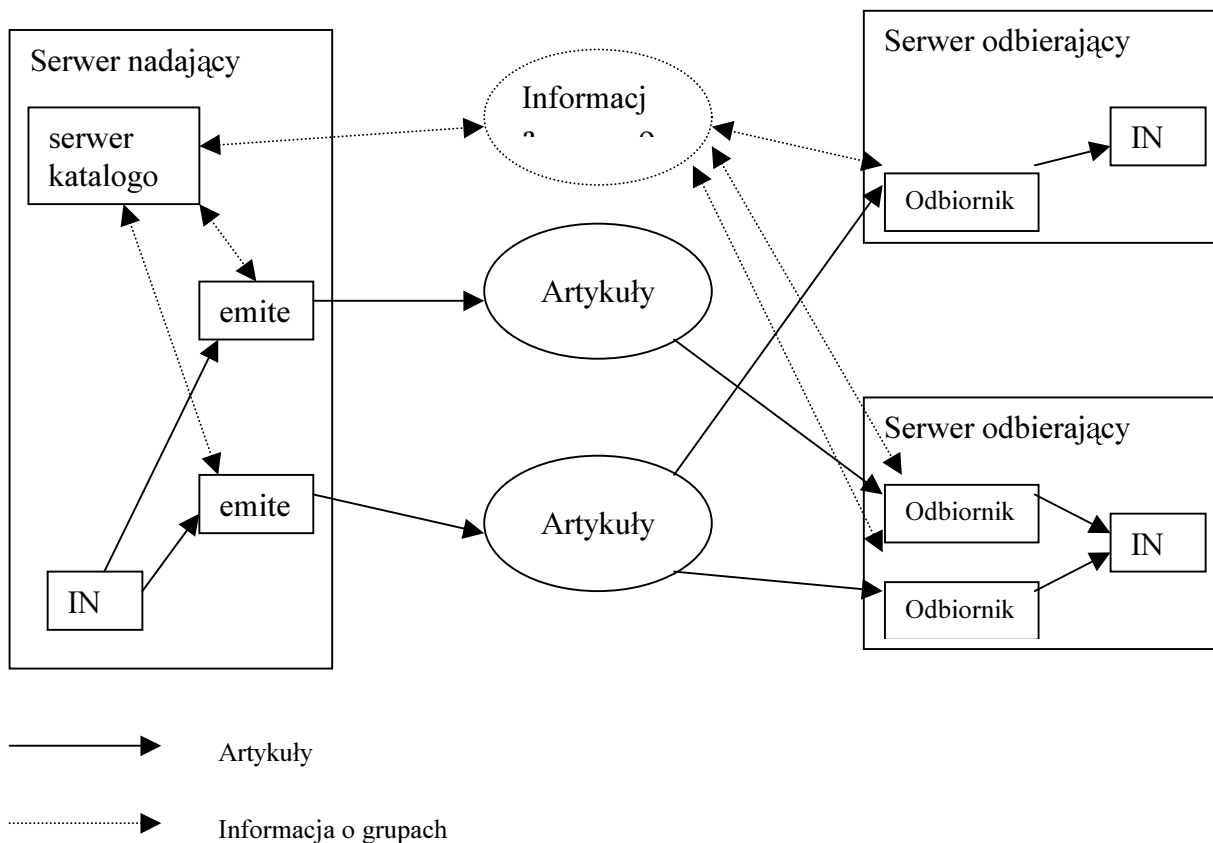 Serwer nadający
serwer
katalogo
emite
emite
IN
Informacj
Artykuły
Artykuły
Serwer odbierający
IN
Odbiornik
Serwer odbierający
Odbiornik
IN
Odbiornik
Artykuły
Informacja o grupach